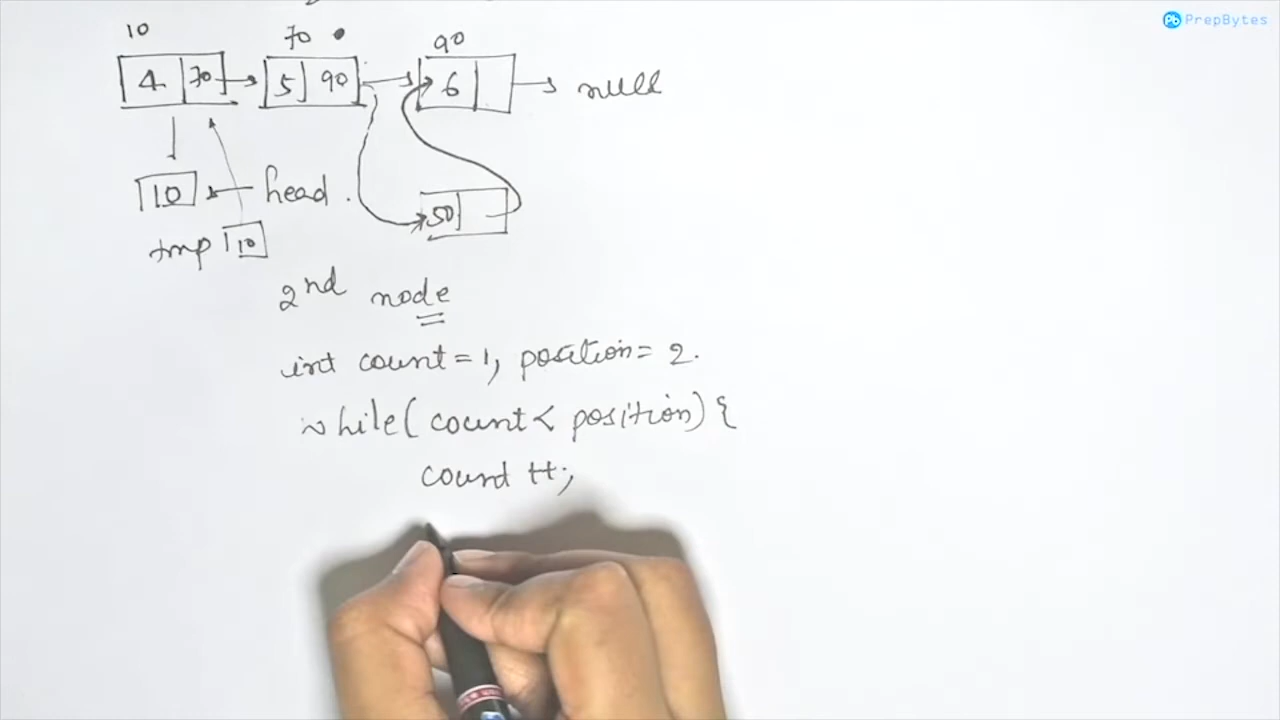 PrepBytes
10 70 90
4 70 5 90 6 null
10 head.
50
tmp 10
2nd node
int count = 1, position = 2.
while( count < position) {
count ++;